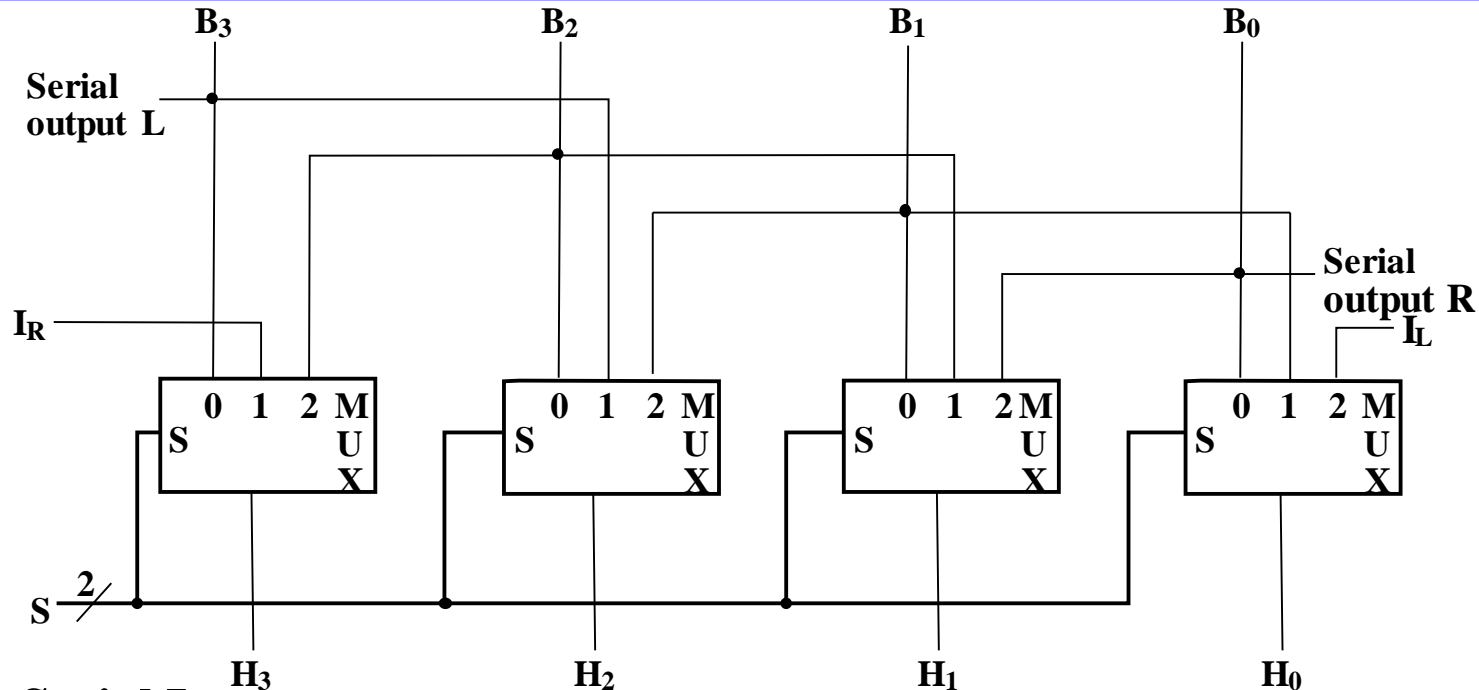 B3 B2 B1 B0
Serial
output L
Serial
output R
IR
IL
0 1 2 M
U
X
S
0 1 2 M
U
X
S
0 1 2 M
U
X
S
0 1 2 M
U
X
S
2
S
H3 H2 H1 H0